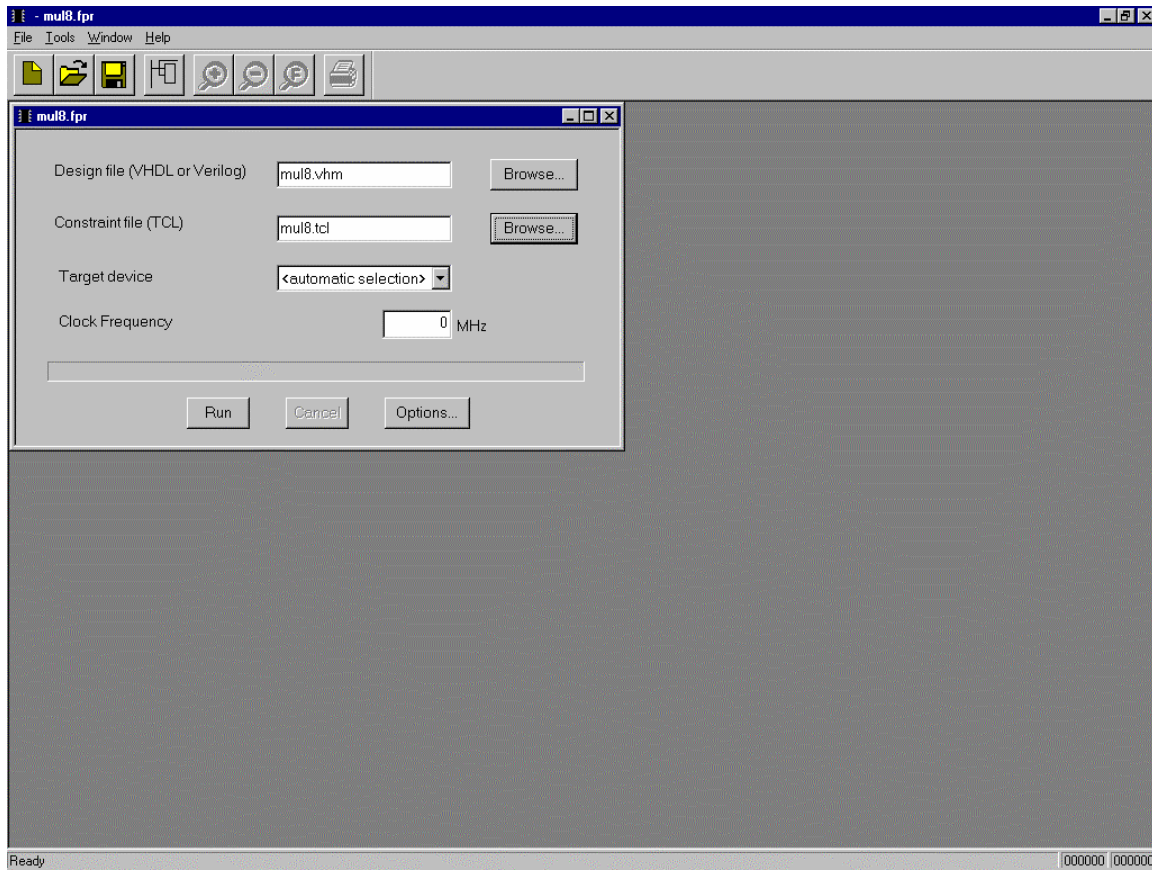 - mul8.fpr
File Tools Window Help
mul8.fpr
Design file (VHDL or Verilog) mul8.vhm Browse...
Constraint file (TCL) mul8.tcl Browse...
Target device <automatic selection>
Clock Frequency 0 MHz
Run Cancel Options...
Ready 000000 000000